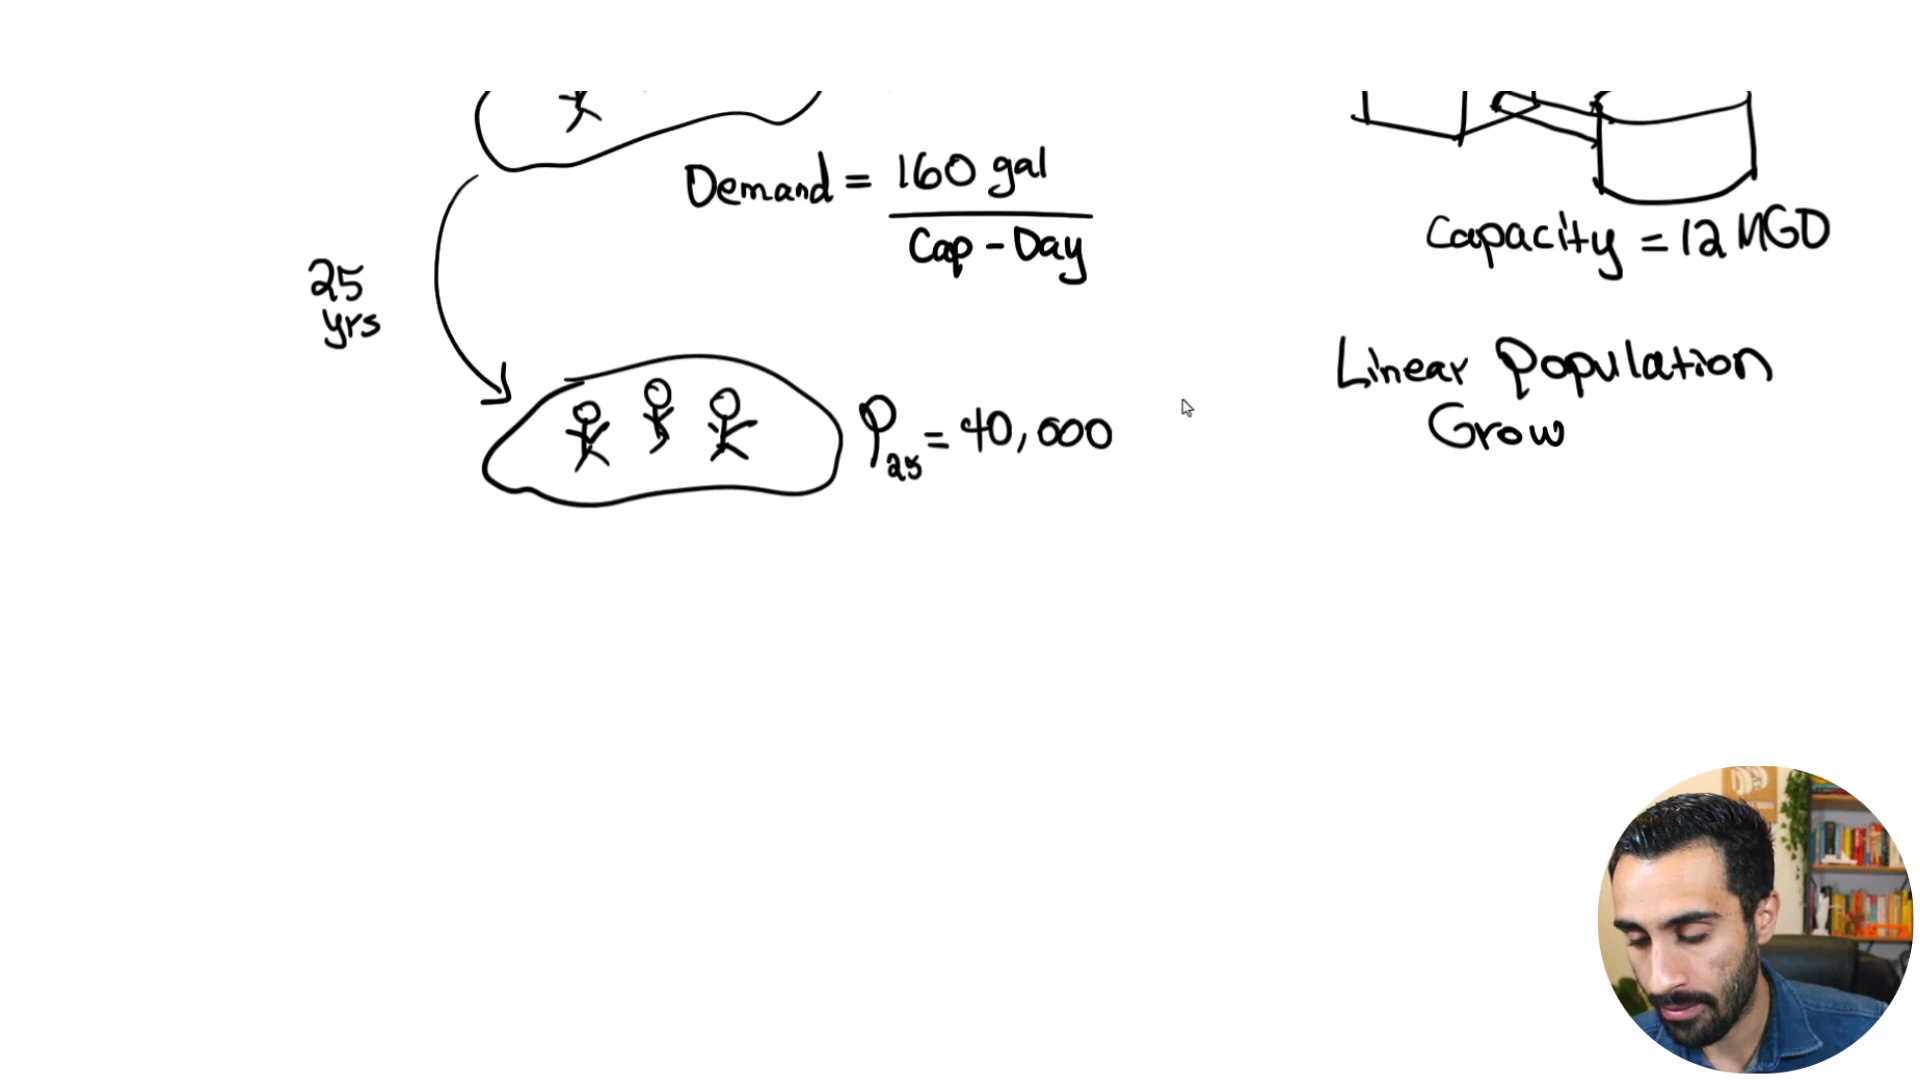 Demand = 160 gal
Cap - Day
Capacity = 12 MGD
25
yrs
Linear Population
Grow
P25 = 40,000